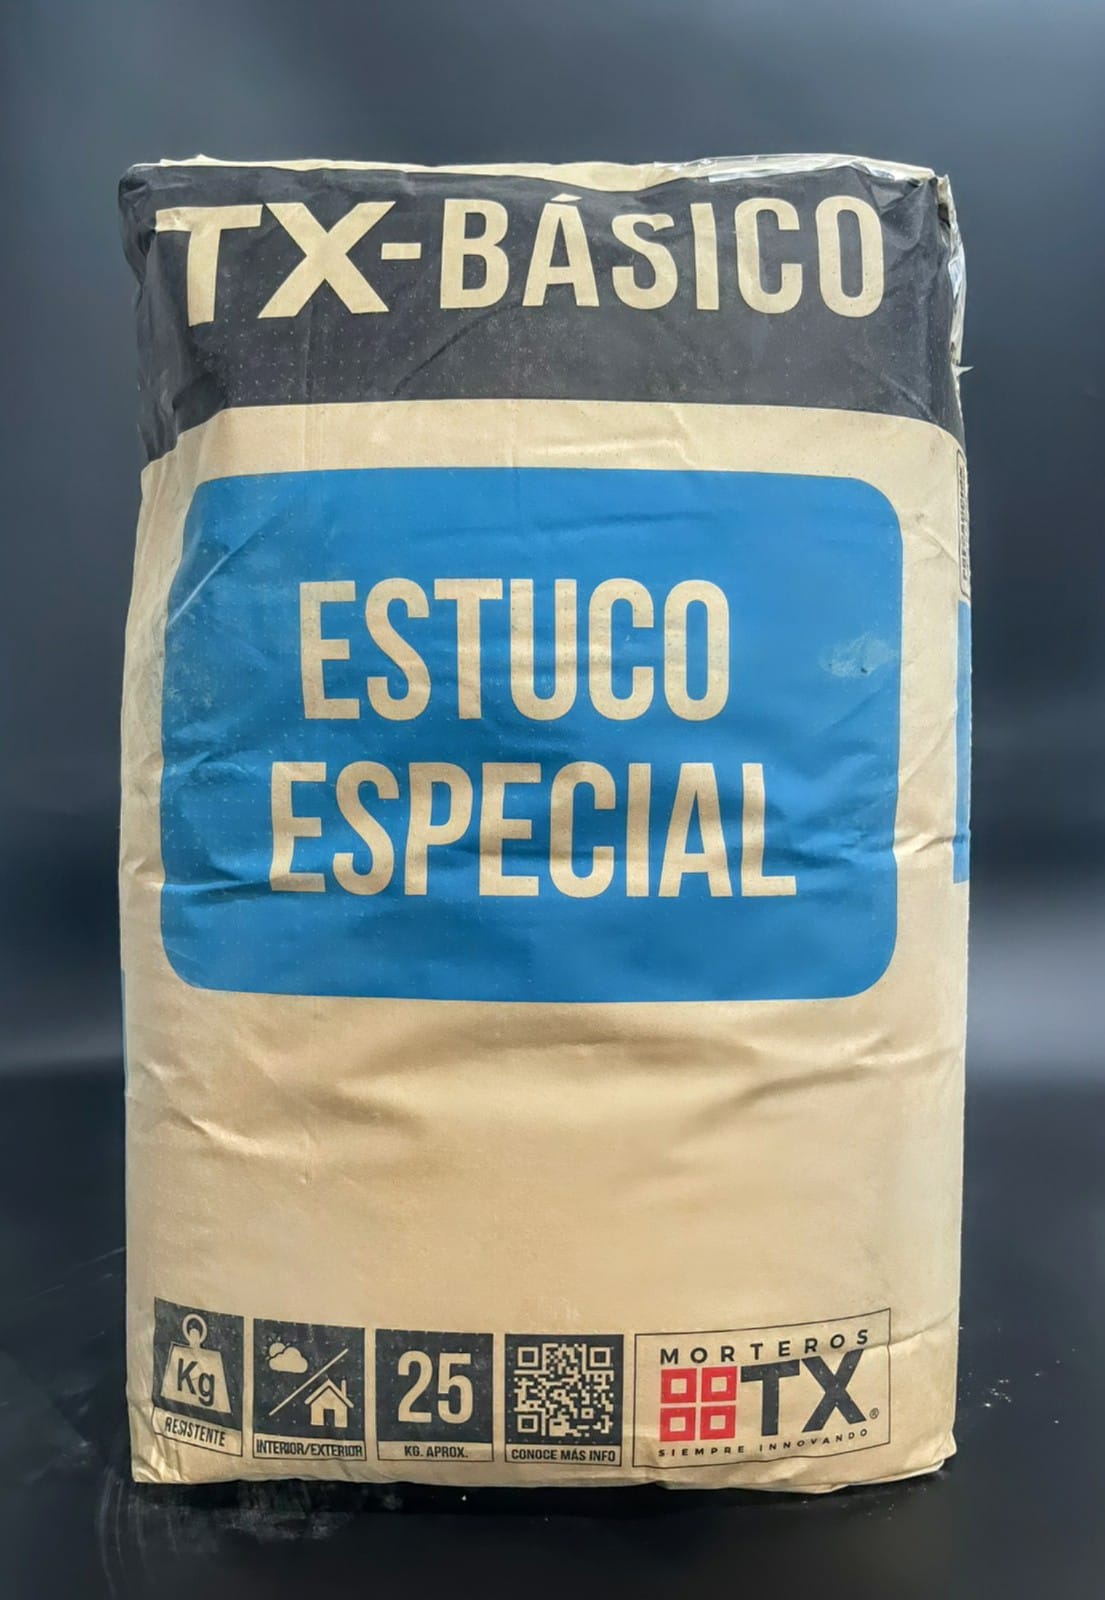 TX-BÁSICO
ESTUCO
ESPECIAL
Kg
RESISTENTE
INTERIOR/EXTERIOR
25
KG. APROX.
CONOCE MÁS INFO
MORTEROS
TX®
SIEMPRE INNOVANDO